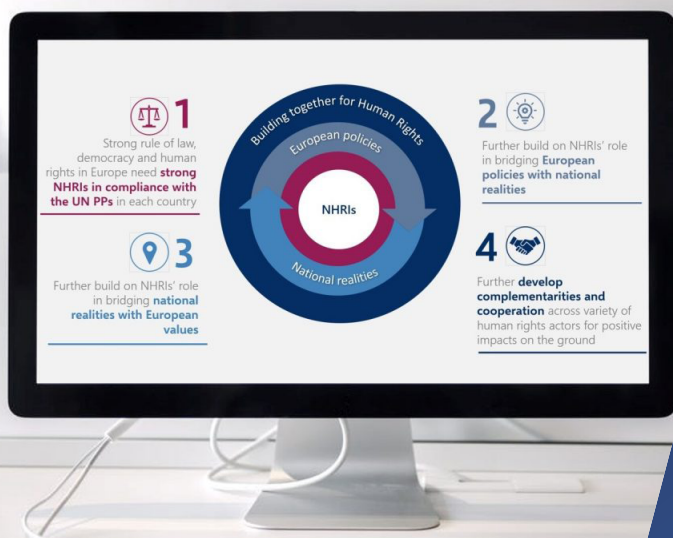 1
Strong rule of law,
democracy and human
rights in Europe need strong
NHRIs in compliance with
the UN PPs in each country
Building together for Human Rights
European policies
NHRIs
National realities
2
Further build on NHRIs' role
in bridging European
policies with national
realities
3
Further build on NHRIs' role
in bridging national
realities with European
values
4
Further develop
complementarities and
cooperation across variety of
human rights actors for positive
impacts on the ground